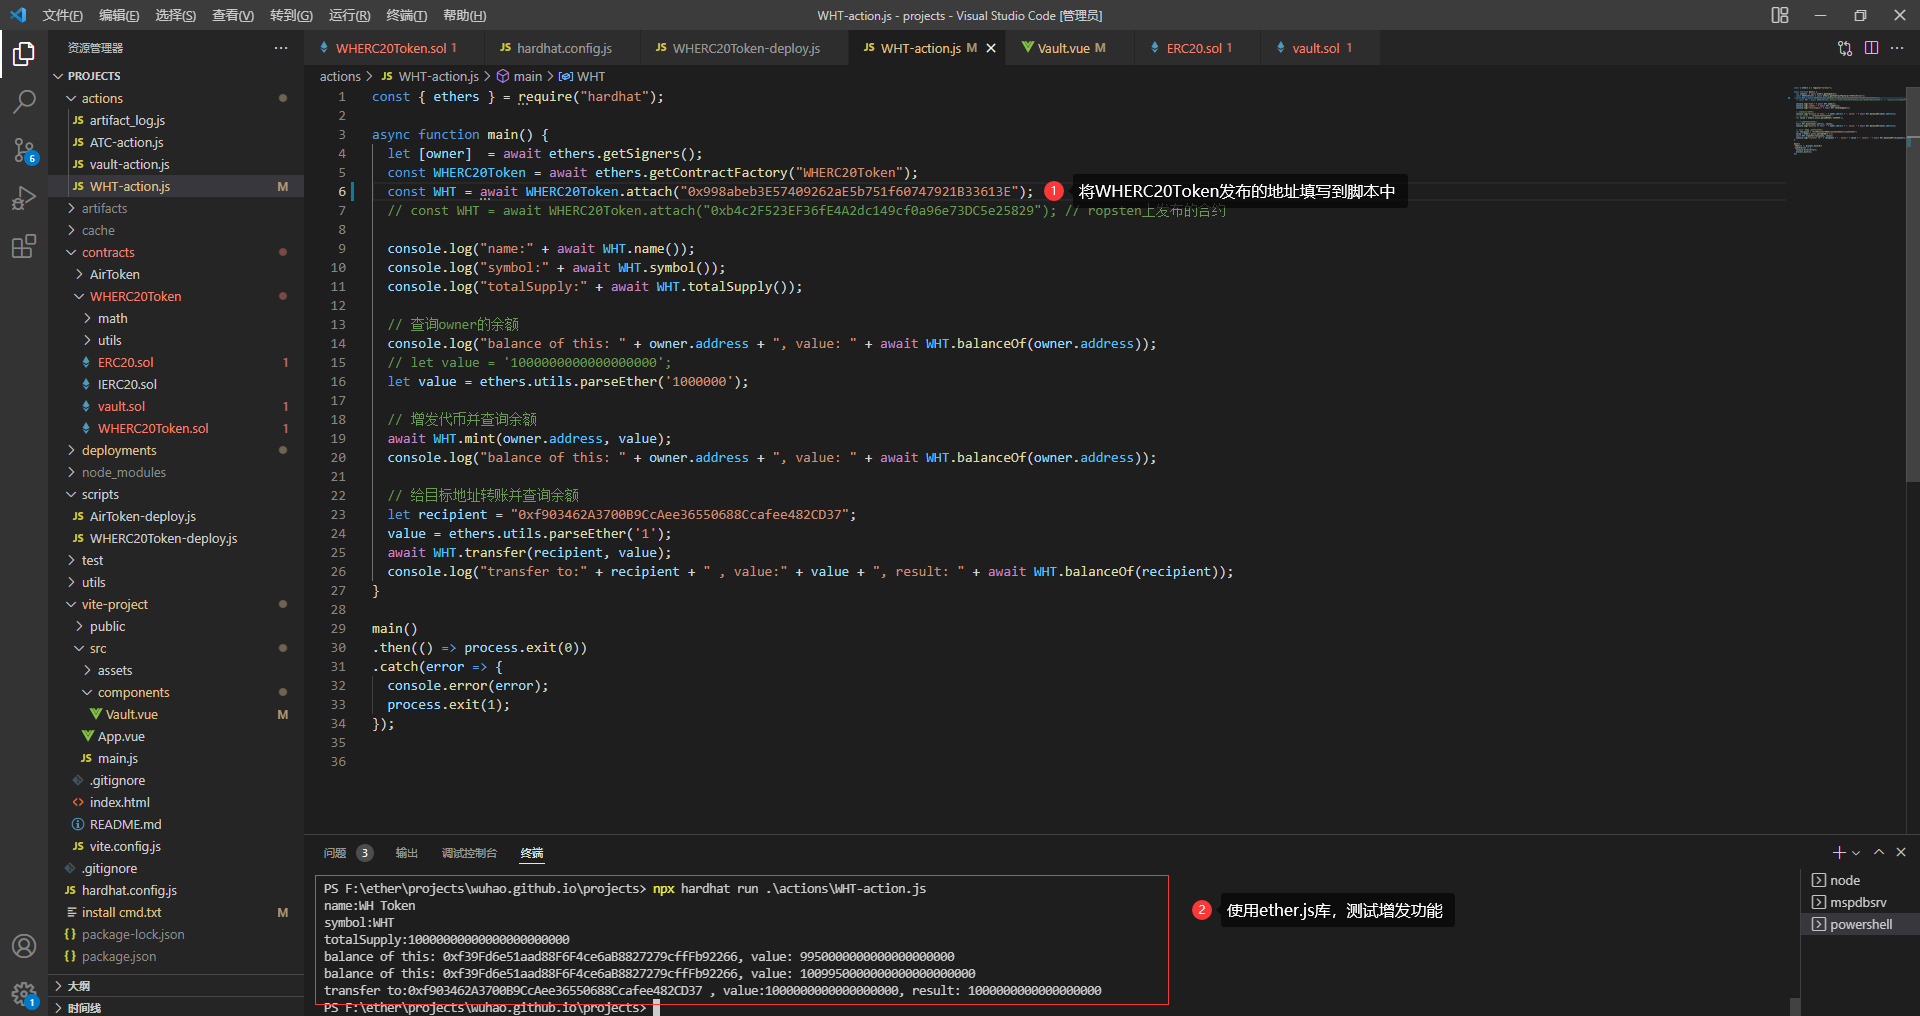 文件(F) 编辑(E) 选择(S) 查看(V) 转到(G) 运行(R) 终端(T) 帮助(H) WHT-action.js - projects - Visual Studio Code [管理员]
资源管理器
PROJECTS
actions
JS artifact_log.js
JS ATC-action.js
JS vault-action.js
JS WHT-action.js M
artifacts
cache
contracts
AirToken
WHERC20Token
math
utils
ERC20.sol 1
IERC20.sol
vault.sol 1
WHERC20Token.sol 1
deployments
node_modules
scripts
JS AirToken-deploy.js
JS WHERC20Token-deploy.js
test
utils
vite-project
public
src
assets
components
Vault.vue M
App.vue
JS main.js
.gitignore
index.html
README.md
JS vite.config.js
.gitignore
JS hardhat.config.js
install cmd.txt M
{} package-lock.json
{} package.json
大纲
时间线
6
1
WHERC20Token.sol 1 JS hardhat.config.js JS WHERC20Token-deploy.js JS WHT-action.js M Vault.vue M ERC20.sol 1 vault.sol 1
actions > JS WHT-action.js > main > WHT
1 const { ethers } = require("hardhat");
2
3 async function main() {
4 let [owner]  = await ethers.getSigners();
5 const WHERC20Token = await ethers.getContractFactory("WHERC20Token");
6 const WHT = await WHERC20Token.attach("0x998abeb3E57409262aE5b751f60747921B33613E"); 1 将WHERC20Token发布的地址填写到脚本中
7 // const WHT = await WHERC20Token.attach("0xb4c2F523EF36fE4A2dc149cf0a96e73DC5e25829"); // ropsten上发布的合约
8
9 console.log("name:" + await WHT.name());
10 console.log("symbol:" + await WHT.symbol());
11 console.log("totalSupply:" + await WHT.totalSupply());
12
13 // 查询owner的余额
14 console.log("balance of this: " + owner.address + ", value: " + await WHT.balanceOf(owner.address));
15 // let value = '1000000000000000000';
16 let value = ethers.utils.parseEther('1000000');
17
18 // 增发代币并查询余额
19 await WHT.mint(owner.address, value);
20 console.log("balance of this: " + owner.address + ", value: " + await WHT.balanceOf(owner.address));
21
22 // 给目标地址转账并查询余额
23 let recipient = "0xf903462A3700B9CcAee36550688Ccafee482CD37";
24 value = ethers.utils.parseEther('1');
25 await WHT.transfer(recipient, value);
26 console.log("transfer to:" + recipient + " , value:" + value + ", result: " + await WHT.balanceOf(recipient));
27 }
28
29 main()
30 .then(() => process.exit(0))
31 .catch(error => {
32 console.error(error);
33 process.exit(1);
34 });
35
36
问题 3 输出 调试控制台 终端
PS F:\ether\projects\wuhao.github.io\projects> npx hardhat run .\actions\WHT-action.js
name:WH Token
symbol:WHT
totalSupply:10000000000000000000000
balance of this: 0xf39Fd6e51aad88F6F4ce6aB8827279cffFb92266, value: 9950000000000000000000
balance of this: 0xf39Fd6e51aad88F6F4ce6aB8827279cffFb92266, value: 1009950000000000000000000
transfer to:0xf903462A3700B9CcAee36550688Ccafee482CD37 , value:1000000000000000000, result: 1000000000000000000
PS F:\ether\projects\wuhao.github.io\projects>
2 使用ether.js库，测试增发功能
node
mspdbsrv
powershell